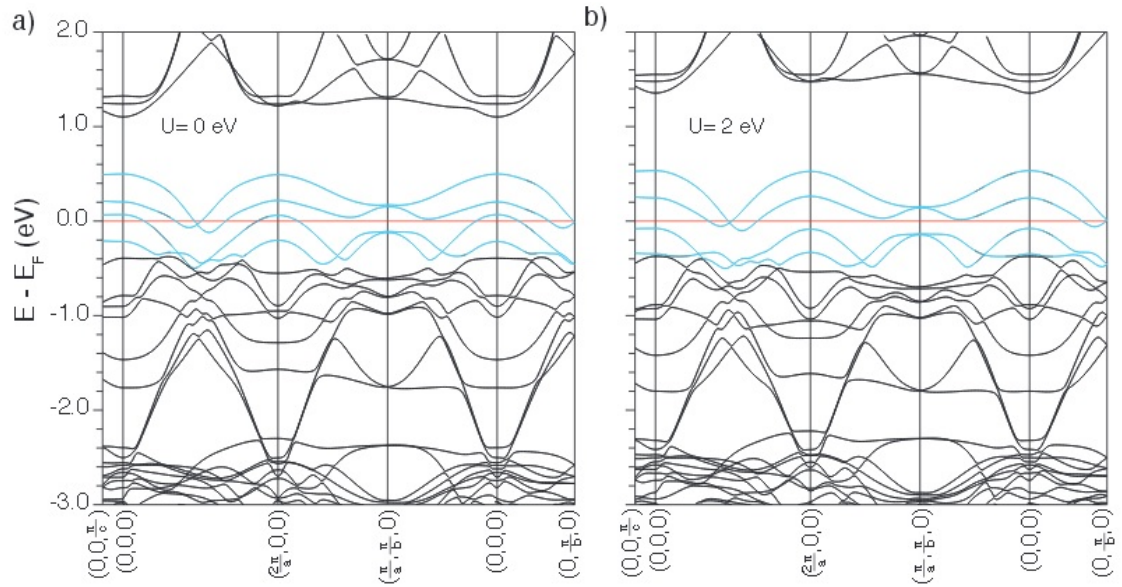 a)
b)
2.0
1.0
0.0
-1.0
-2.0
-3.0
E - E_F (eV)
U= 0 eV
U= 2 eV
(0,0,π/c)
(0,0,0)
(2π/a,0,0)
(π/a,π/b,0)
(0,0,0)
(0,π/b,0)
(0,0,π/c)
(0,0,0)
(2π/a,0,0)
(π/a,π/b,0)
(0,0,0)
(0,π/b,0)